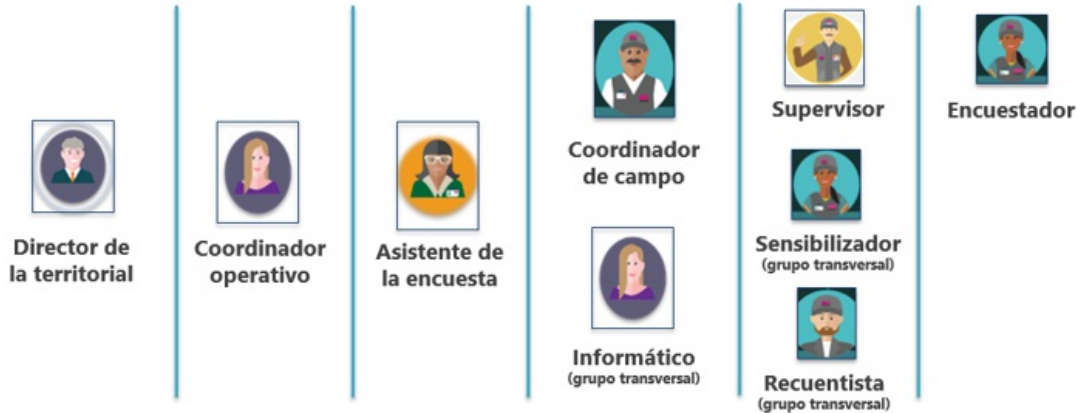 Director de
la territorial
Coordinador
operativo
Asistente de
la encuesta
Coordinador
de campo
Informático
(grupo transversal)
Supervisor
Sensibilizador
(grupo transversal)
Recuentista
(grupo transversal)
Encuestador